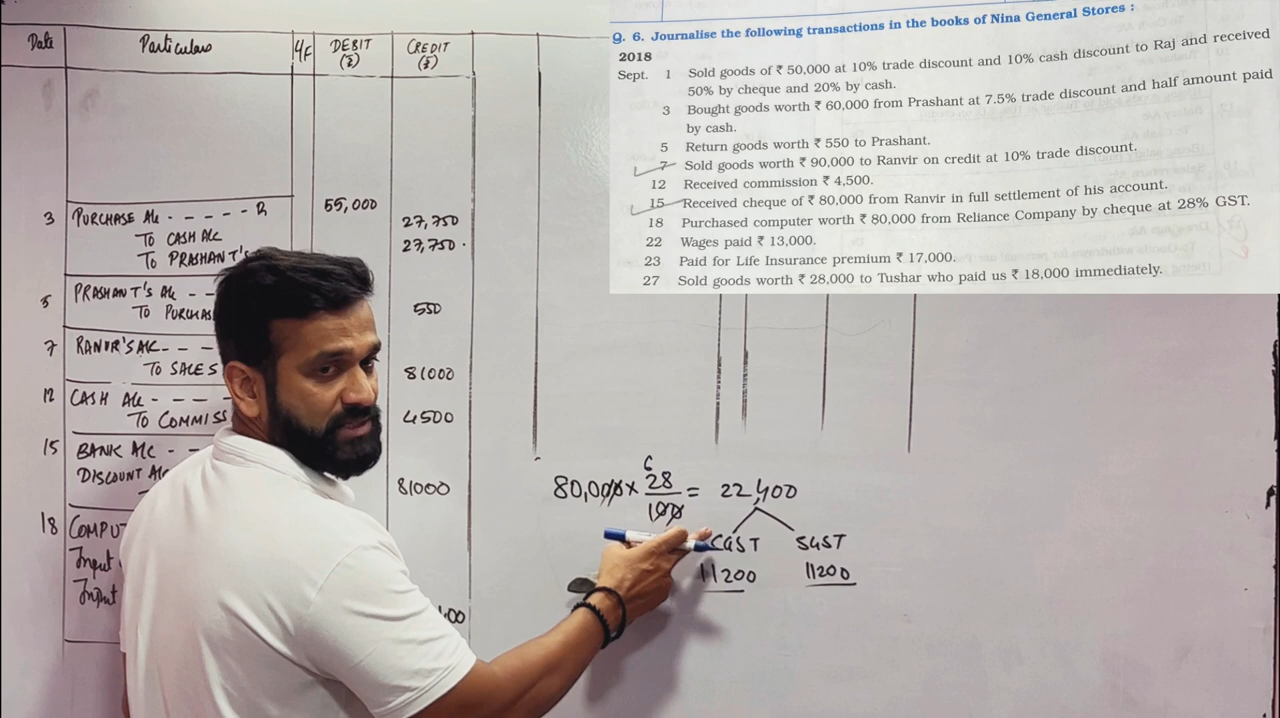 Q. 6. Journalise the following transactions in the books of Nina General Stores :
2018
Sept. 1 Sold goods of ₹ 50,000 at 10% trade discount and 10% cash discount to Raj and received
50% by cheque and 20% by cash.
3 Bought goods worth ₹ 60,000 from Prashant at 7.5% trade discount and half amount paid
by cash.
5 Return goods worth ₹ 550 to Prashant.
7 Sold goods worth ₹ 90,000 to Ranvir on credit at 10% trade discount.
12 Received commission ₹ 4,500.
15 Received cheque of ₹ 80,000 from Ranvir in full settlement of his account.
18 Purchased computer worth ₹ 80,000 from Reliance Company by cheque at 28% GST.
22 Wages paid ₹ 13,000.
23 Paid for Life Insurance premium ₹ 17,000.
27 Sold goods worth ₹ 28,000 to Tushar who paid us ₹ 18,000 immediately.
Date Particulars L/F DEBIT (₹) CREDIT (₹)
3 PURCHASE A/c - - - - - D 55,000
TO CASH A/C 27,750
TO PRASHANT'S 27,750
5 PRASHANT'S A/c - -
TO PURCHAS 550
7 RANVIR'S A/C - - -
TO SALES 81000
12 CASH A/c - - - -
TO COMMISS 4500
15 BANK A/C - -
DISCOUNT A/c
81000
18 COMPUT
Input
Input
80,000 × 28/100 = 22,400
CGST SGST
11200 11200